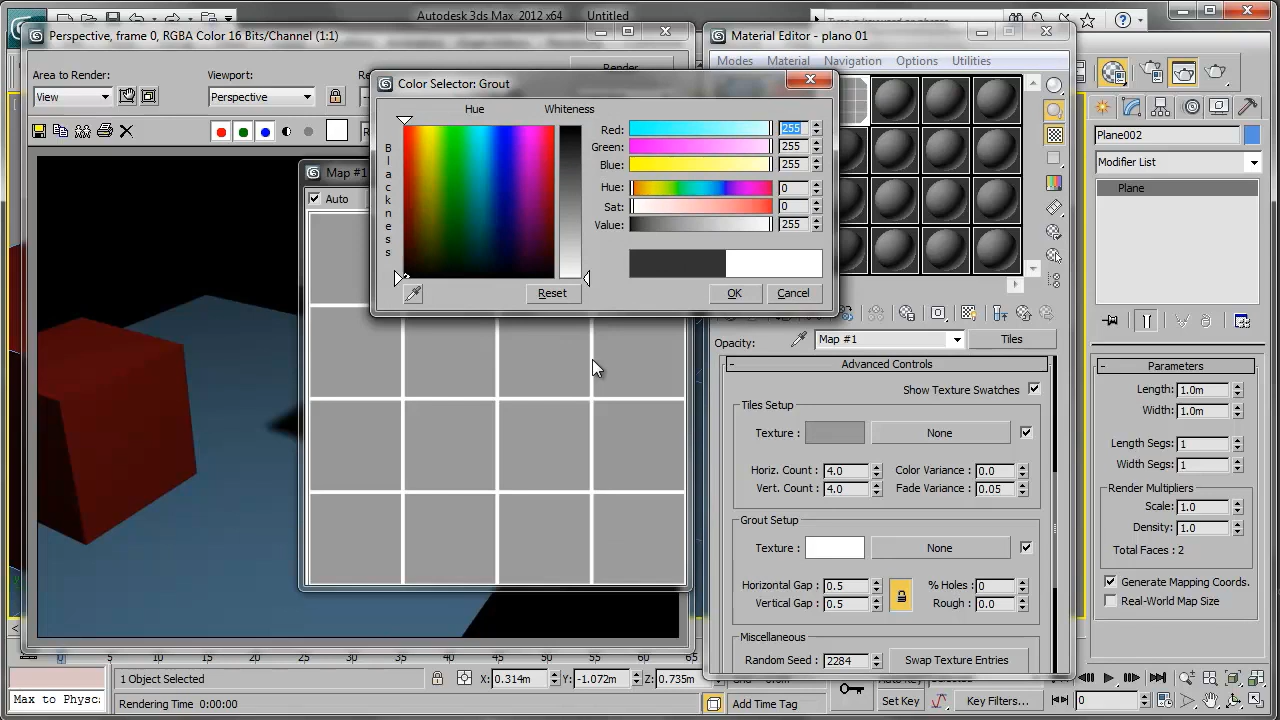 Autodesk 3ds Max 2012 x64 Untitled
Perspective, frame 0, RGBA Color 16 Bits/Channel (1:1)
Area to Render:
View
Viewport:
Perspective
Render
Map #1
Auto
Color Selector: Grout
Hue
Whiteness
Blackness
Red: 255
Green: 255
Blue: 255
Hue: 0
Sat: 0
Value: 255
Reset
OK
Cancel
Material Editor - plano 01
Modes Material Navigation Options Utilities
Opacity: Map #1 Tiles
- Advanced Controls
Show Texture Swatches
Tiles Setup
Texture : None
Horiz. Count : 4.0 Color Variance : 0.0
Vert. Count : 4.0 Fade Variance : 0.05
Grout Setup
Texture : None
Horizontal Gap : 0.5 % Holes : 0
Vertical Gap : 0.5 Rough : 0.0
Miscellaneous
Random Seed : 2284 Swap Texture Entries
Plane002
Modifier List
Plane
- Parameters
Length: 1.0m
Width: 1.0m
Length Segs: 1
Width Segs: 1
Render Multipliers
Scale: 1.0
Density: 1.0
Total Faces : 2
Generate Mapping Coords.
Real-World Map Size
0 5 10 15 20 25 30 35 40 45 50 55 60 65
Max to Physc.
1 Object Selected
X: 0.314m Y: -1.072m Z: 0.735m
Rendering Time 0:00:00
Add Time Tag
Set Key
Key Filters...
0